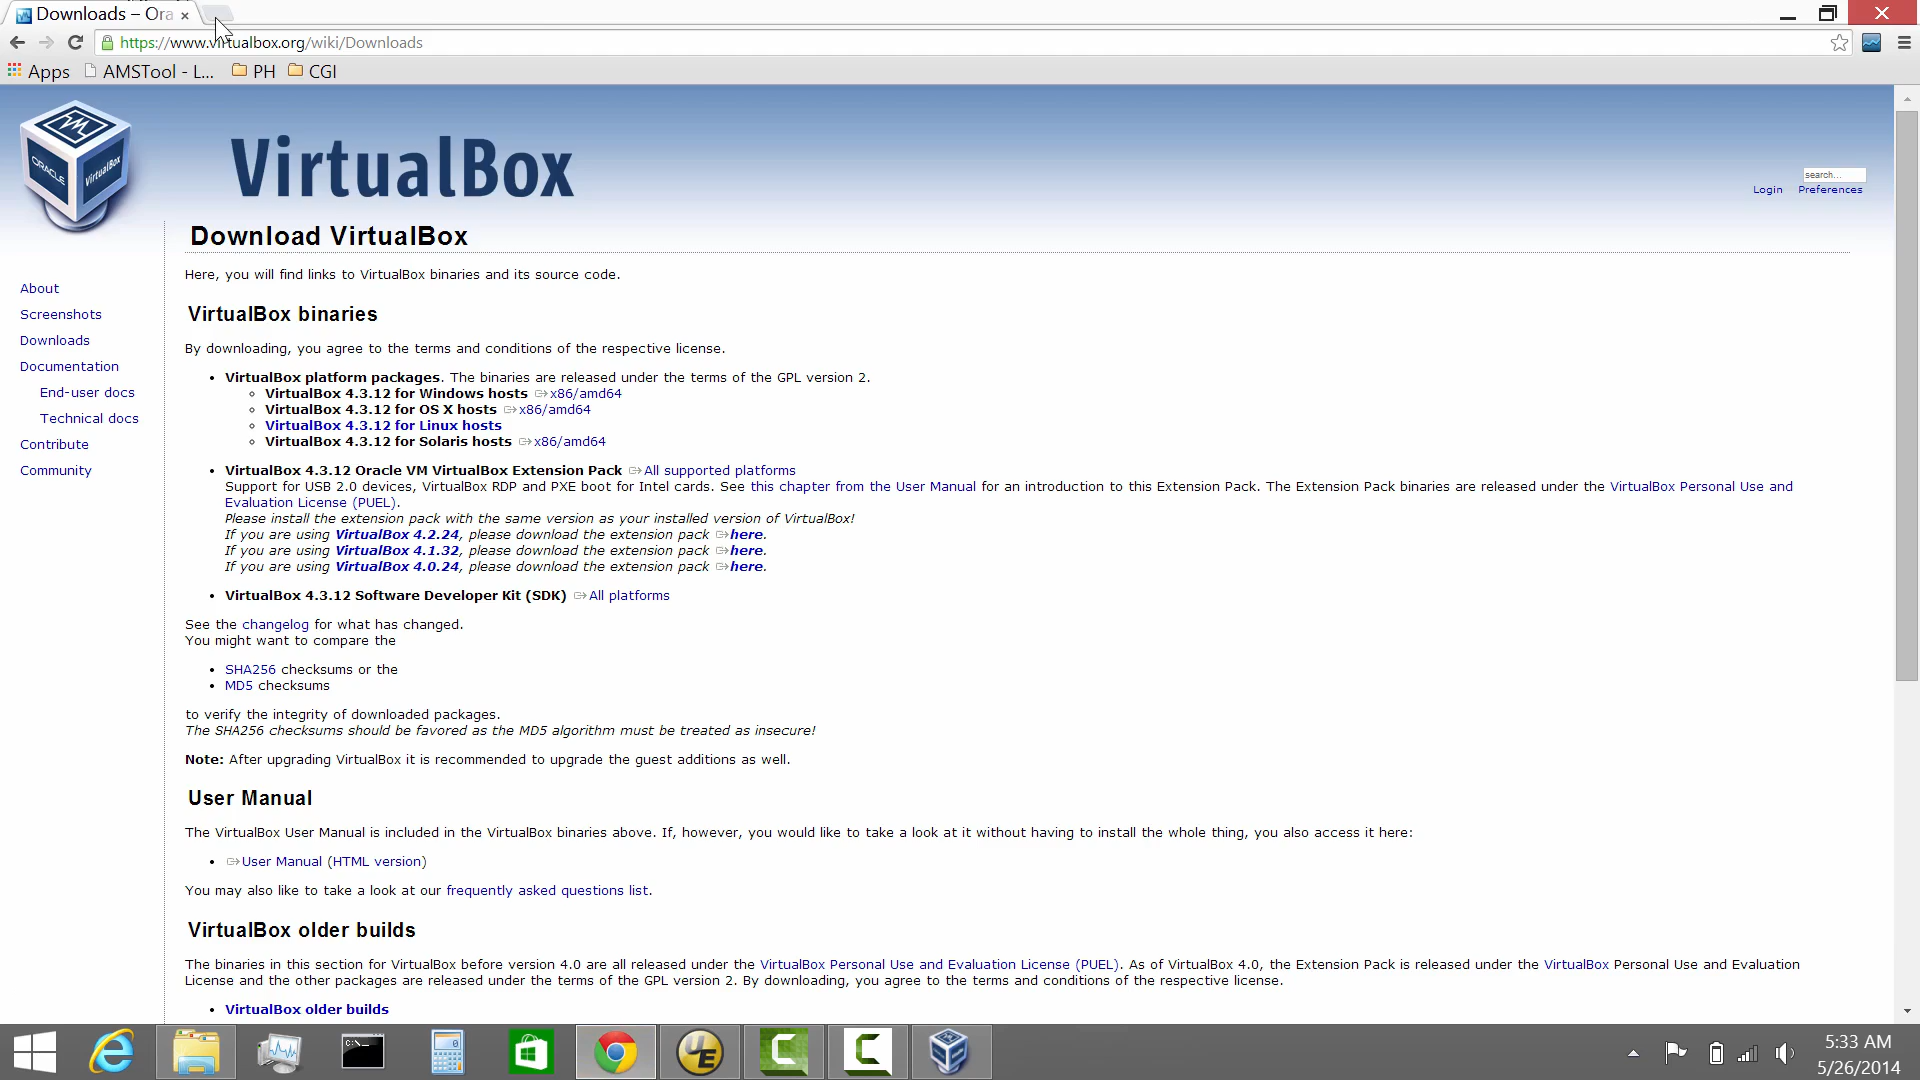 Downloads – Ora
https://www.virtualbox.org/wiki/Downloads
Apps AMSTool - L... PH CGI
ORACLE
VirtualBox
VirtualBox
search...
Login Preferences
Download VirtualBox
Here, you will find links to VirtualBox binaries and its source code.
About
Screenshots
Downloads
Documentation
End-user docs
Technical docs
Contribute
Community
VirtualBox binaries
By downloading, you agree to the terms and conditions of the respective license.
VirtualBox platform packages. The binaries are released under the terms of the GPL version 2.
VirtualBox 4.3.12 for Windows hosts x86/amd64
VirtualBox 4.3.12 for OS X hosts x86/amd64
VirtualBox 4.3.12 for Linux hosts
VirtualBox 4.3.12 for Solaris hosts x86/amd64
VirtualBox 4.3.12 Oracle VM VirtualBox Extension Pack All supported platforms
Support for USB 2.0 devices, VirtualBox RDP and PXE boot for Intel cards. See this chapter from the User Manual for an introduction to this Extension Pack. The Extension Pack binaries are released under the VirtualBox Personal Use and
Evaluation License (PUEL).
Please install the extension pack with the same version as your installed version of VirtualBox!
If you are using VirtualBox 4.2.24, please download the extension pack here.
If you are using VirtualBox 4.1.32, please download the extension pack here.
If you are using VirtualBox 4.0.24, please download the extension pack here.
VirtualBox 4.3.12 Software Developer Kit (SDK) All platforms
See the changelog for what has changed.
You might want to compare the
SHA256 checksums or the
MD5 checksums
to verify the integrity of downloaded packages.
The SHA256 checksums should be favored as the MD5 algorithm must be treated as insecure!
Note: After upgrading VirtualBox it is recommended to upgrade the guest additions as well.
User Manual
The VirtualBox User Manual is included in the VirtualBox binaries above. If, however, you would like to take a look at it without having to install the whole thing, you also access it here:
User Manual (HTML version)
You may also like to take a look at our frequently asked questions list.
VirtualBox older builds
The binaries in this section for VirtualBox before version 4.0 are all released under the VirtualBox Personal Use and Evaluation License (PUEL). As of VirtualBox 4.0, the Extension Pack is released under the VirtualBox Personal Use and Evaluation
License and the other packages are released under the terms of the GPL version 2. By downloading, you agree to the terms and conditions of the respective license.
VirtualBox older builds
C:\_
0
UE
C
C
5:33 AM
5/26/2014